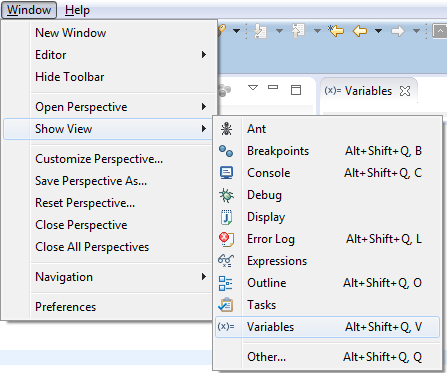 Window Help
New Window
Editor
Hide Toolbar
Open Perspective
Show View
Customize Perspective...
Save Perspective As...
Reset Perspective...
Close Perspective
Close All Perspectives
Navigation
Preferences
(x)= Variables
Ant
Breakpoints Alt+Shift+Q, B
Console Alt+Shift+Q, C
Debug
Display
Error Log Alt+Shift+Q, L
Expressions
Outline Alt+Shift+Q, O
Tasks
(x)= Variables Alt+Shift+Q, V
Other... Alt+Shift+Q, Q